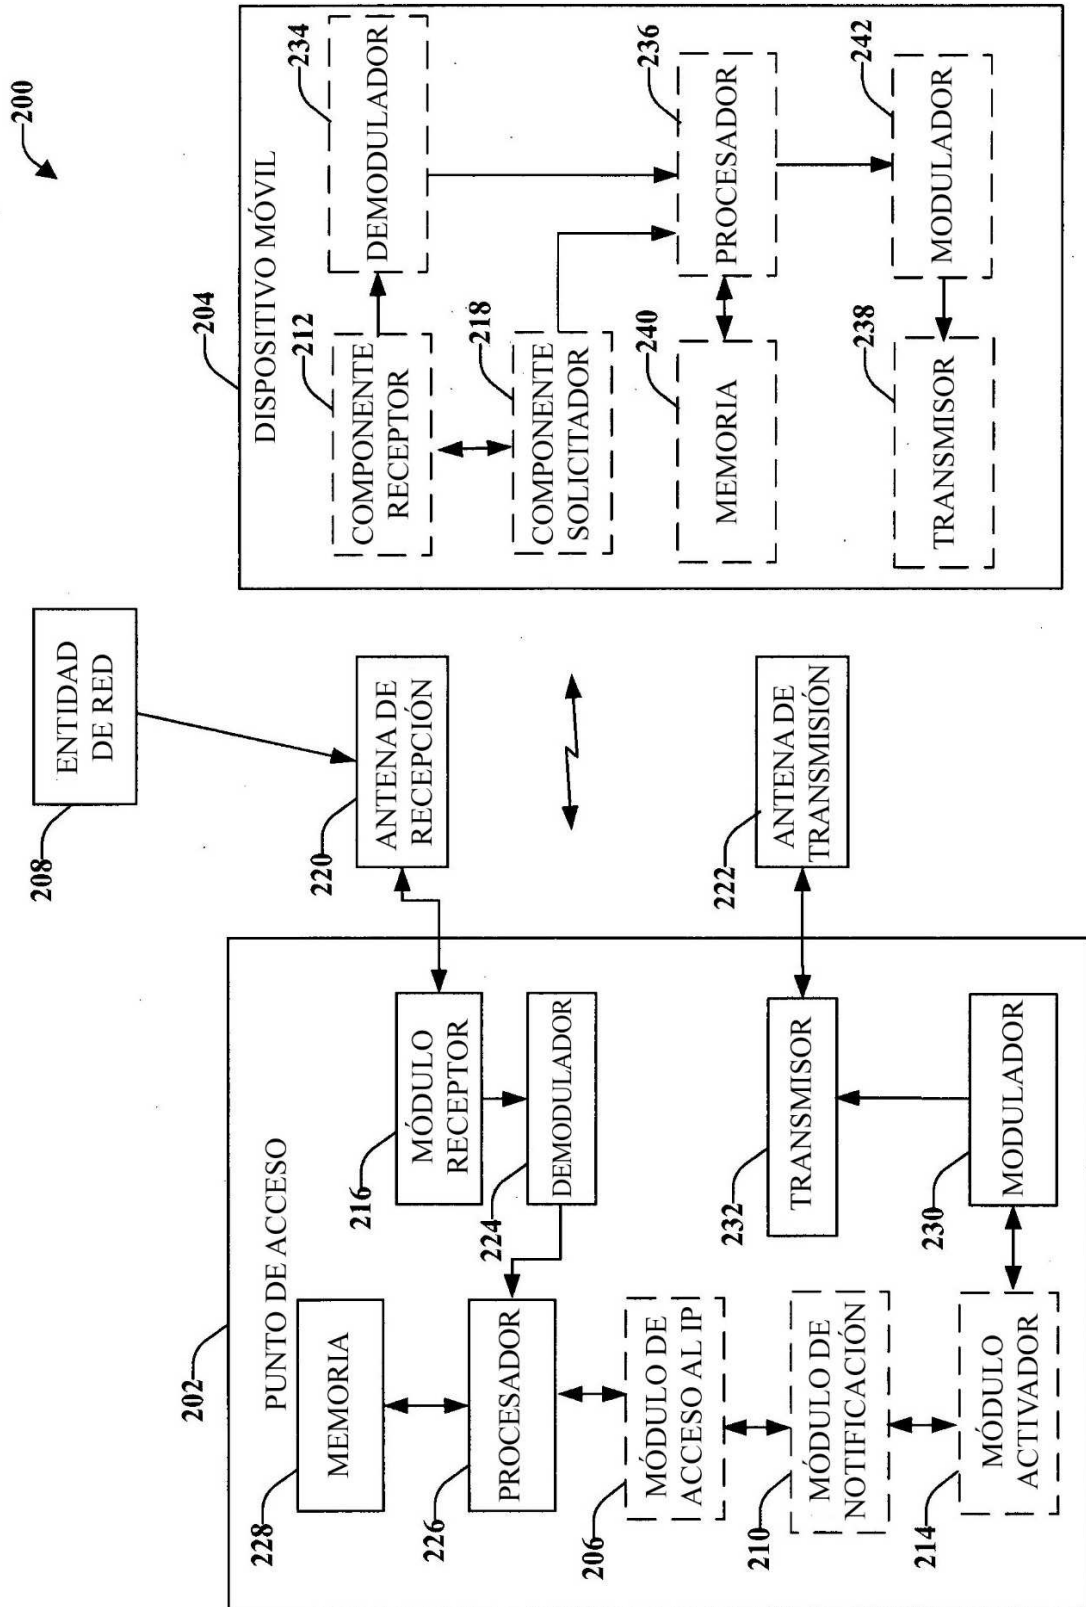 200
208
ENTIDAD
DE RED
202
PUNTO DE ACCESO
228
MEMORIA
226
PROCESADOR
206
MÓDULO DE
ACCESO AL IP
210
MÓDULO DE
NOTIFICACIÓN
214
MÓDULO
ACTIVADOR
216
MÓDULO
RECEPTOR
224
DEMODULADOR
232
TRANSMISOR
230
MODULADOR
220
ANTENA DE
RECEPCIÓN
222
ANTENA DE
TRANSMISIÓN
204
DISPOSITIVO MÓVIL
212
COMPONENTE
RECEPTOR
234
DEMODULADOR
218
COMPONENTE
SOLICITADOR
236
PROCESADOR
240
MEMORIA
242
MODULADOR
238
TRANSMISOR